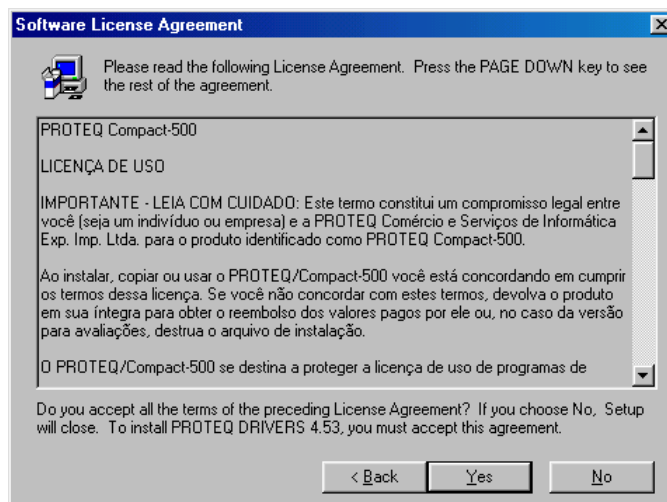 Software License Agreement
Please read the following License Agreement. Press the PAGE DOWN key to see
the rest of the agreement.
PROTEQ Compact-500
LICENÇA DE USO
IMPORTANTE - LEIA COM CUIDADO: Este termo constitui um compromisso legal entre
você (seja um indivíduo ou empresa) e a PROTEQ Comércio e Serviços de Informática
Exp. Imp. Ltda. para o produto identificado como PROTEQ Compact-500.
Ao instalar, copiar ou usar o PROTEQ/Compact-500 você está concordando em cumprir
os termos dessa licença. Se você não concordar com estes termos, devolva o produto
em sua íntegra para obter o reembolso dos valores pagos por ele ou, no caso da versão
para avaliações, destrua o arquivo de instalação.
O PROTEQ/Compact-500 se destina a proteger a licença de uso de programas de
Do you accept all the terms of the preceding License Agreement? If you choose No, Setup
will close. To install PROTEQ DRIVERS 4.53, you must accept this agreement.
< Back
Yes
No